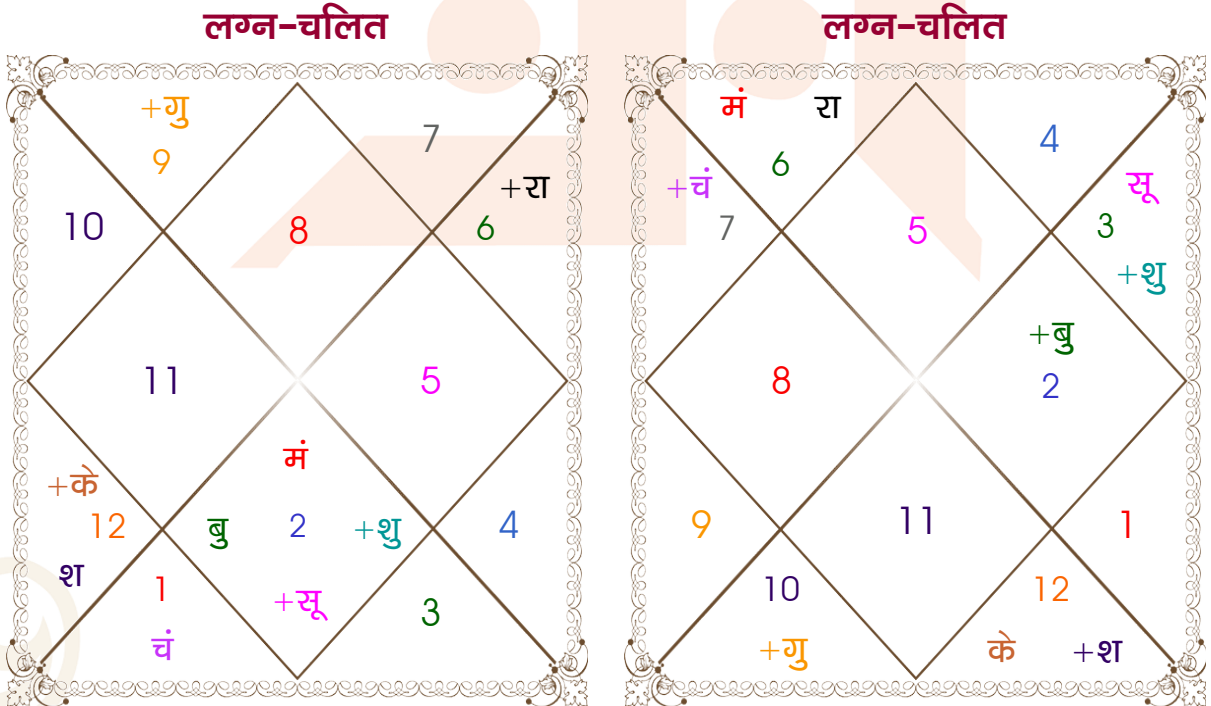 लग्न-चलित
+गु
9
7
+रा
10
8
6
11
5
मं
+के
12
बु
2
+शु
4
श
1
+सू
3
चं
लग्न-चलित
मं
रा
6
4
+चं
सू
7
5
3
+शु
+बु
8
2
9
11
1
10
12
+गु
के
+श